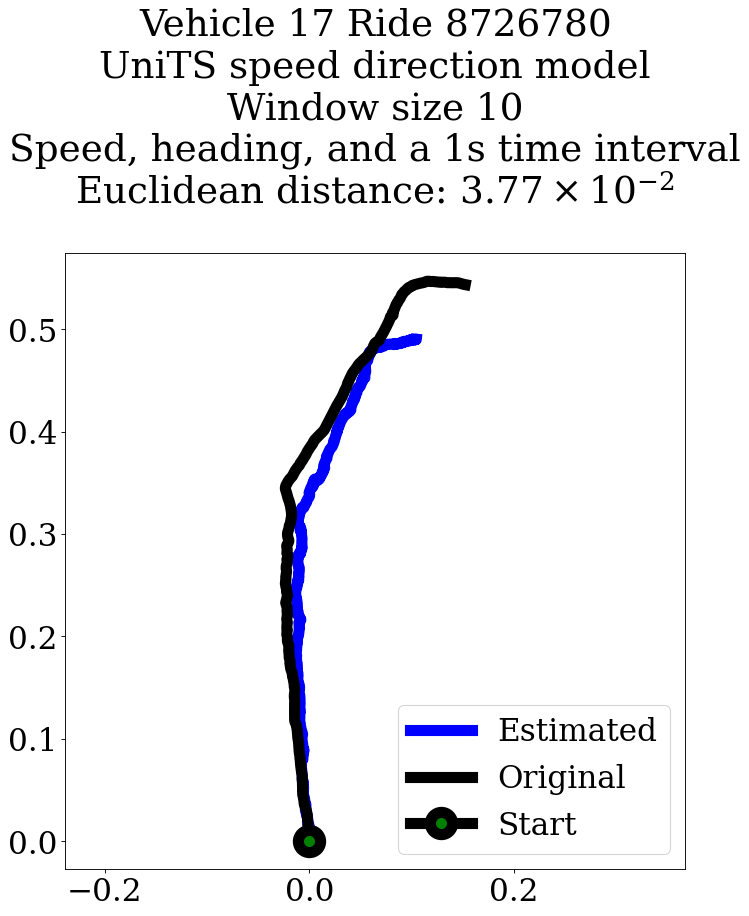 Vehicle 17 Ride 8726780
UniTS speed direction model
Window size 10
Speed, heading, and a 1s time interval
Euclidean distance: 3.77 × 10⁻²
0.5
0.4
0.3
0.2
0.1
0.0
Estimated
Original
Start
−0.2 0.0 0.2